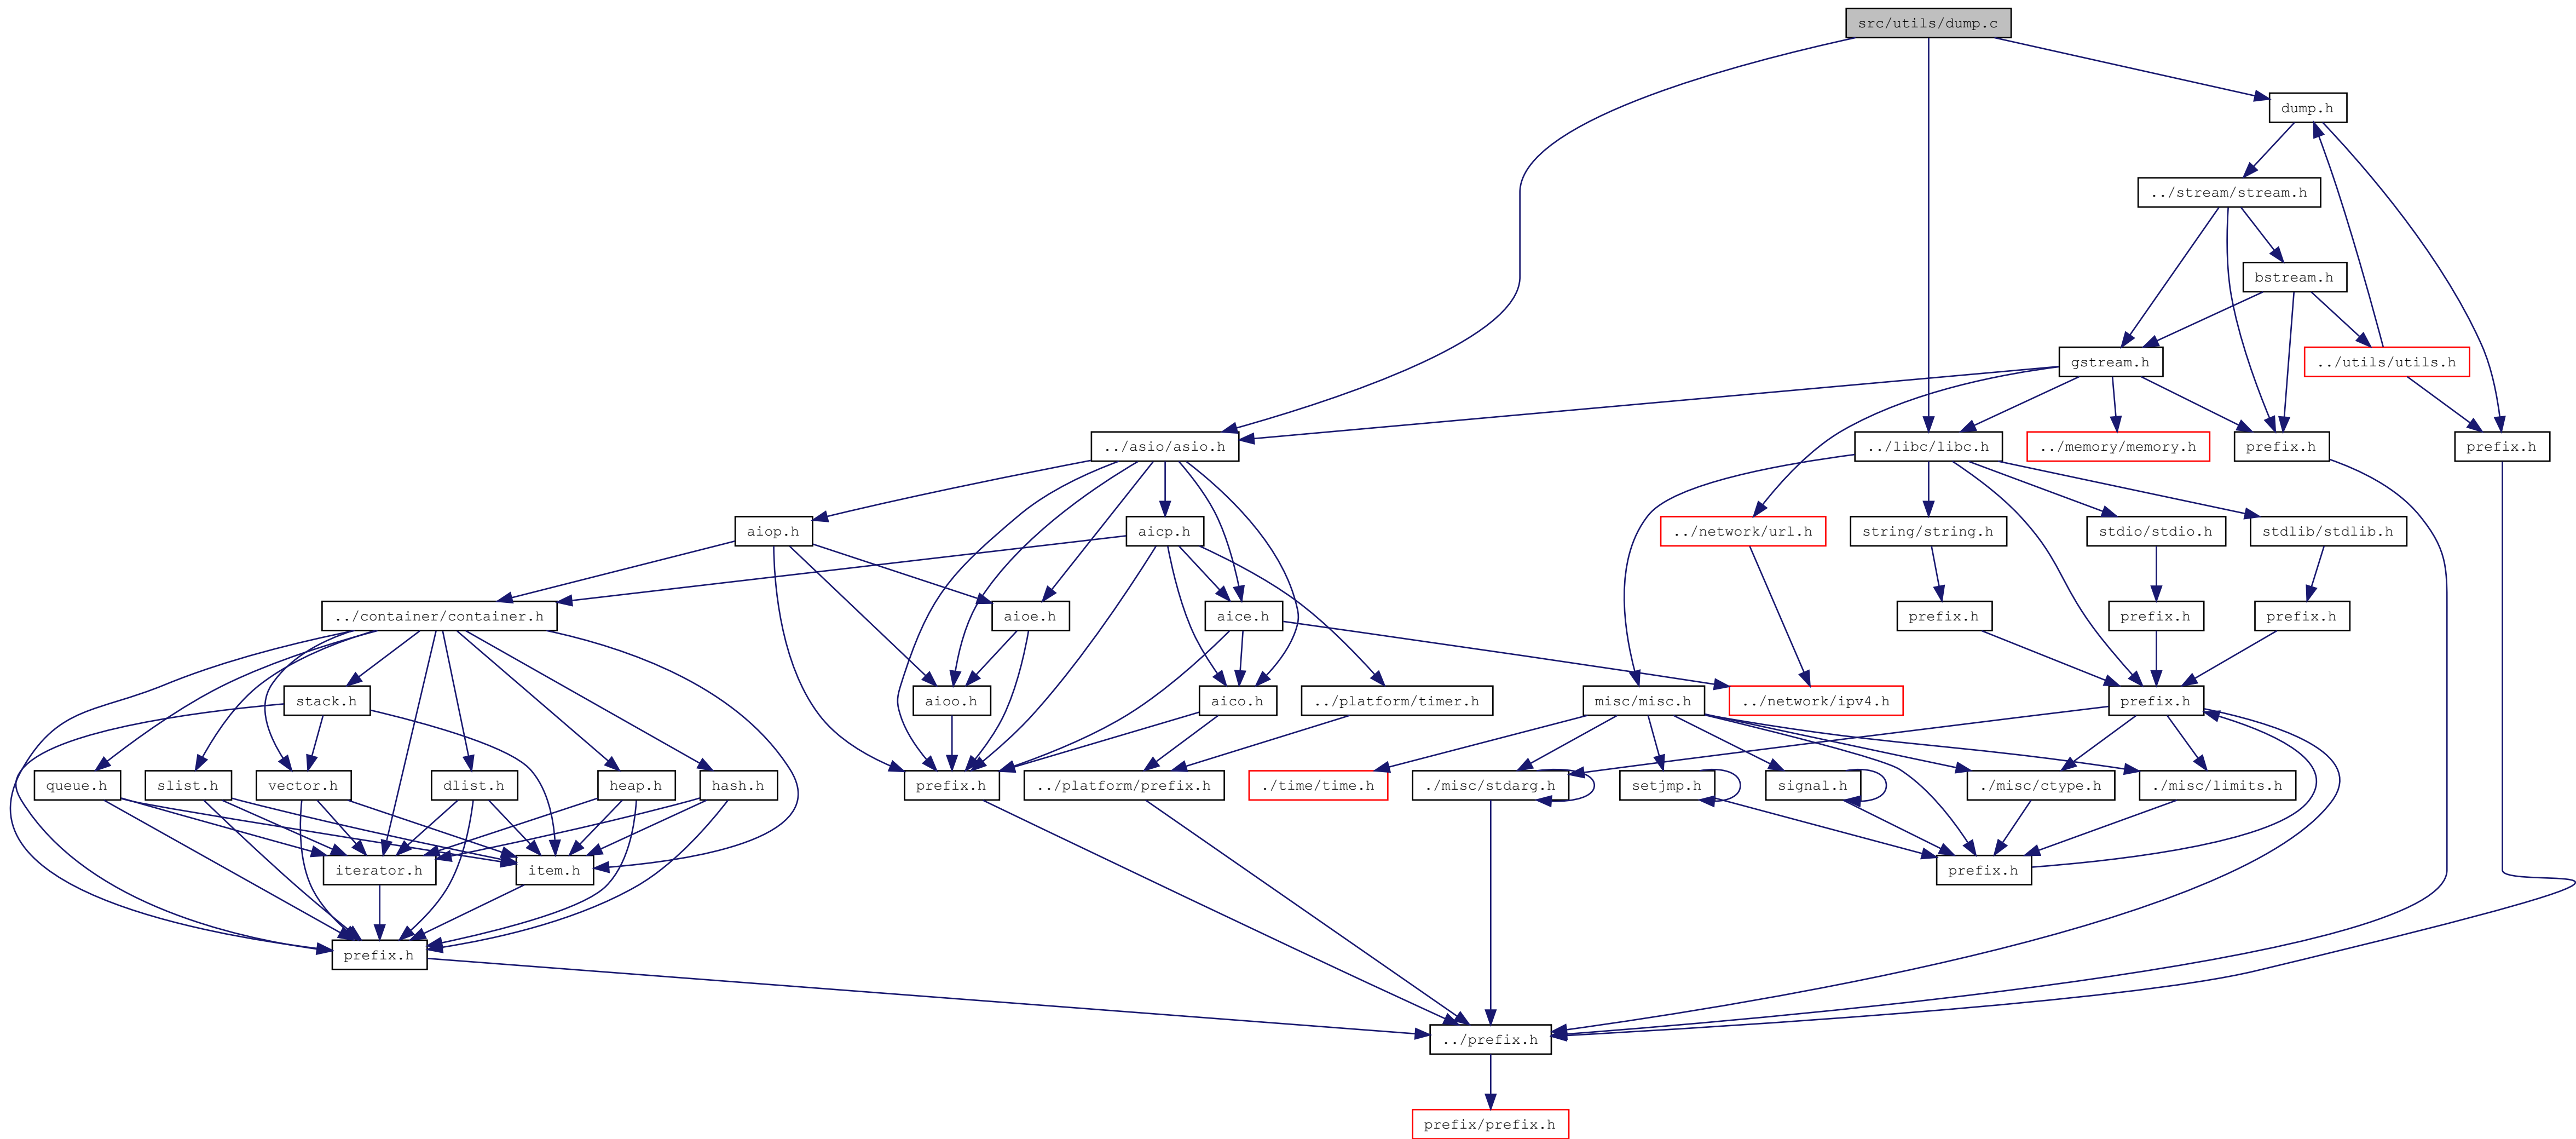 src/utils/dump.c
dump.h
../stream/stream.h
bstream.h
gstream.h
../utils/utils.h
../asio/asio.h
../libc/libc.h
../memory/memory.h
prefix.h
prefix.h
aiop.h
aicp.h
../network/url.h
string/string.h
stdio/stdio.h
stdlib/stdlib.h
../container/container.h
aioe.h
aice.h
prefix.h
prefix.h
prefix.h
stack.h
aioo.h
aico.h
../platform/timer.h
misc/misc.h
../network/ipv4.h
prefix.h
queue.h
slist.h
vector.h
dlist.h
heap.h
hash.h
prefix.h
../platform/prefix.h
./time/time.h
./misc/stdarg.h
setjmp.h
signal.h
./misc/ctype.h
./misc/limits.h
iterator.h
item.h
prefix.h
prefix.h
../prefix.h
prefix/prefix.h